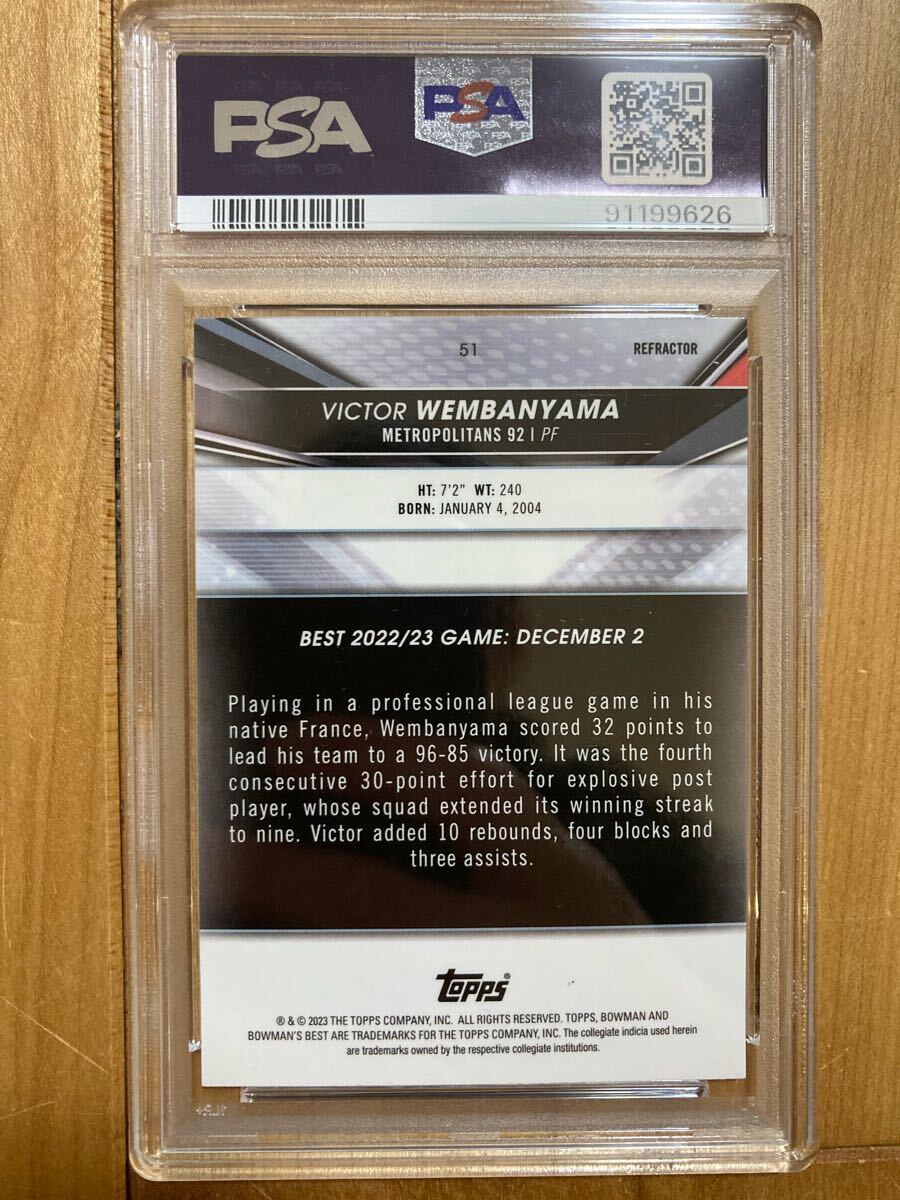 PSA
PSA
91199626
51
REFRACTOR
VICTOR WEMBANYAMA
METROPOLITANS 92 | PF
HT: 7'2" WT: 240
BORN: JANUARY 4, 2004
BEST 2022/23 GAME: DECEMBER 2
Playing in a professional league game in his
native France, Wembanyama scored 32 points to
lead his team to a 96-85 victory. It was the fourth
consecutive 30-point effort for explosive post
player, whose squad extended its winning streak
to nine. Victor added 10 rebounds, four blocks and
three assists.
topps®
® & © 2023 THE TOPPS COMPANY, INC. ALL RIGHTS RESERVED. TOPPS, BOWMAN AND
BOWMAN'S BEST ARE TRADEMARKS FOR THE TOPPS COMPANY, INC. The collegiate indicia used herein
are trademarks owned by the respective collegiate institutions.